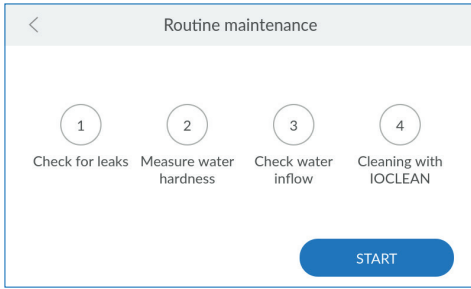 Routine maintenance
1
2
3
4
Check for leaks
Measure water
hardness
Check water
inflow
Cleaning with
IOCLEAN
START